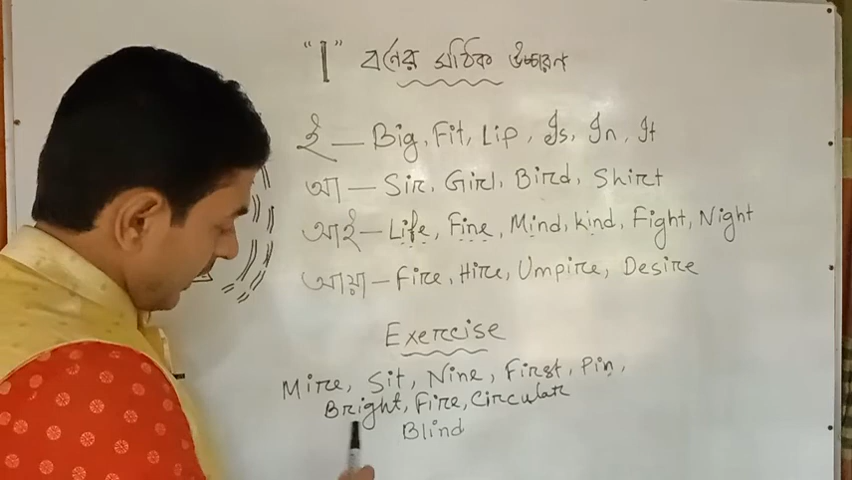 "I" বর্নের সঠিক উচ্চারণ
ই — Big, Fit, Lip, Is, In, It
আ — Sir, Girl, Bird, Shirt
আই — Life, Fine, Mind, kind, Fight, Night
আয়া — Fire, Hire, Umpire, Desire
Exercise
Mire, Sit, Nine, First, Pin,
Bright, Fire, Circulate
Blind